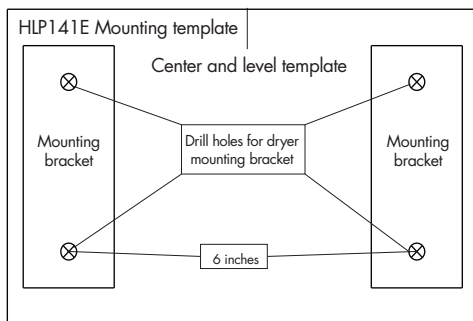 HLP141E Mounting template
Center and level template
Mounting
bracket
Drill holes for dryer
mounting bracket
Mounting
bracket
6 inches